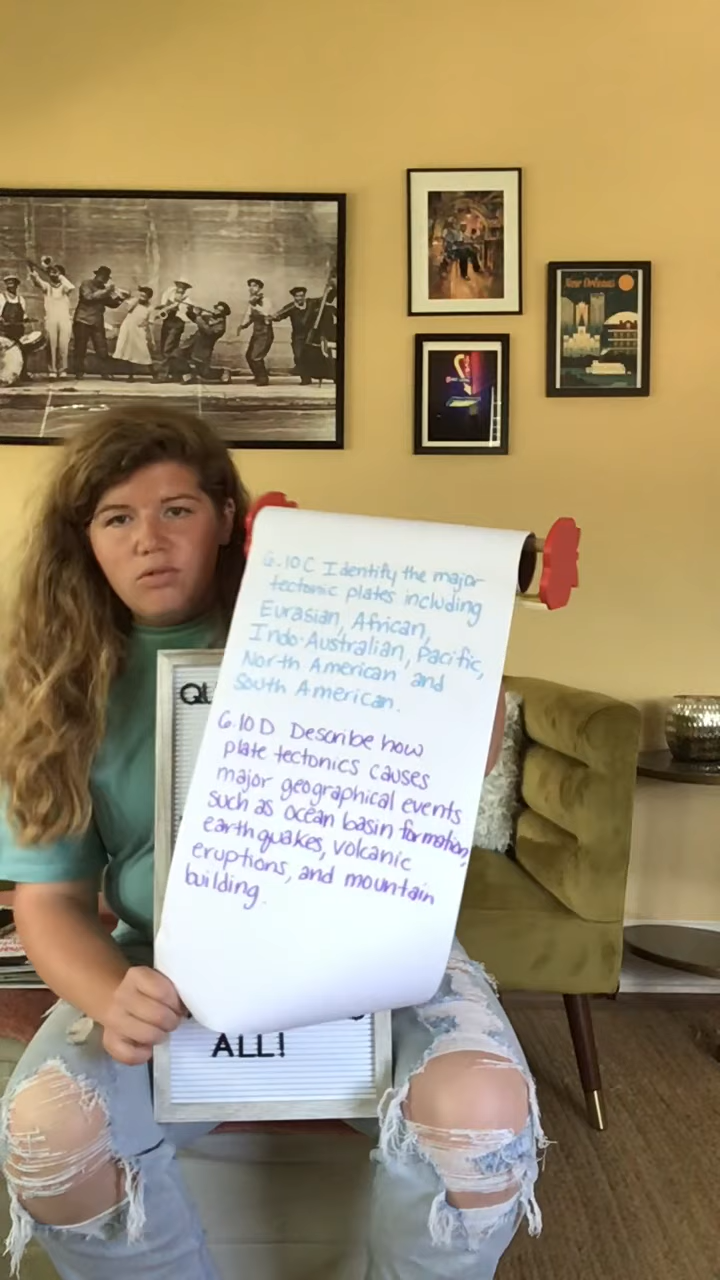 New Orleans
6.10C Identify the major
tectonic plates including
Eurasian, African,
Indo-Australian, Pacific,
North American and
South American.
6.10D Describe how
plate tectonics causes
major geographical events
such as ocean basin formation,
earthquakes, volcanic
eruptions, and mountain
building.
QU
ALL!